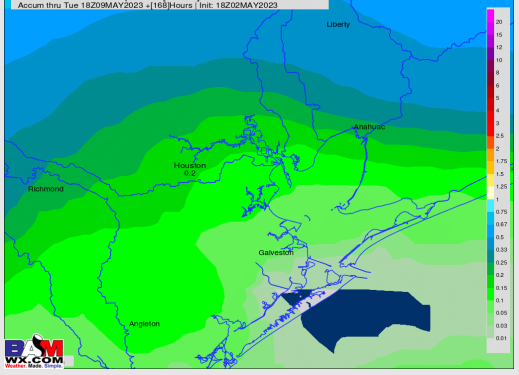 Accum thru Tue 18Z09MAY2023 +[168]Hours | Init: 18Z02MAY2023
Liberty
Anahuac
Houston
0.2
Richmond
Galveston
Angleton
20
15
12
10
8
6
5
4
3
2.5
2
1.75
1.5
1.25
1
0.75
0.67
0.5
0.33
0.25
0.2
0.15
0.1
0.05
0.03
0.01
BAM
WX.COM
Weather. Made. Simple.